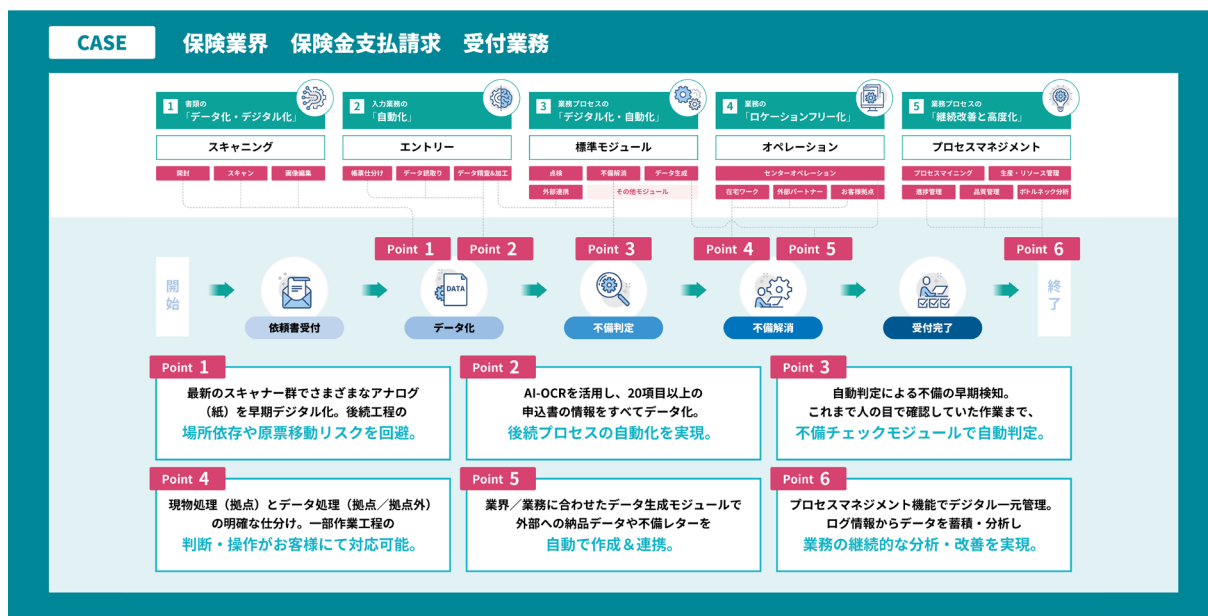 CASE
保険業界 保険金支払請求 受付業務
1 書類の
「データ化・デジタル化」
スキャニング
開封 スキャン 画像編集
2 入力業務の
「自動化」
エントリー
帳票仕分け データ読取り データ精査&加工
3 業務プロセスの
「デジタル化・自動化」
標準モジュール
点検 不備解消 データ生成
外部連携 その他モジュール
4 業務の
「ロケーションフリー化」
オペレーション
センターオペレーション
在宅ワーク 外部パートナー お客様拠点
5 業務プロセスの
「継続改善と高度化」
プロセスマネジメント
プロセスマイニング 生産・リソース管理
進捗管理 品質管理 ボトルネック分析
Point 1 Point 2 Point 3 Point 4 Point 5 Point 6
開始
DATA
終了
依頼書受付 データ化 不備判定 不備解消 受付完了
Point 1
最新のスキャナー群でさまざまなアナログ
（紙）を早期デジタル化。後続工程の
場所依存や原票移動リスクを回避。
Point 2
AI-OCRを活用し、20項目以上の
申込書の情報をすべてデータ化。
後続プロセスの自動化を実現。
Point 3
自動判定による不備の早期検知。
これまで人の目で確認していた作業まで、
不備チェックモジュールで自動判定。
Point 4
現物処理（拠点）とデータ処理（拠点／拠点外）
の明確な仕分け。一部作業工程の
判断・操作がお客様にて対応可能。
Point 5
業界／業務に合わせたデータ生成モジュールで
外部への納品データや不備レターを
自動で作成＆連携。
Point 6
プロセスマネジメント機能でデジタル一元管理。
ログ情報からデータを蓄積・分析し
業務の継続的な分析・改善を実現。